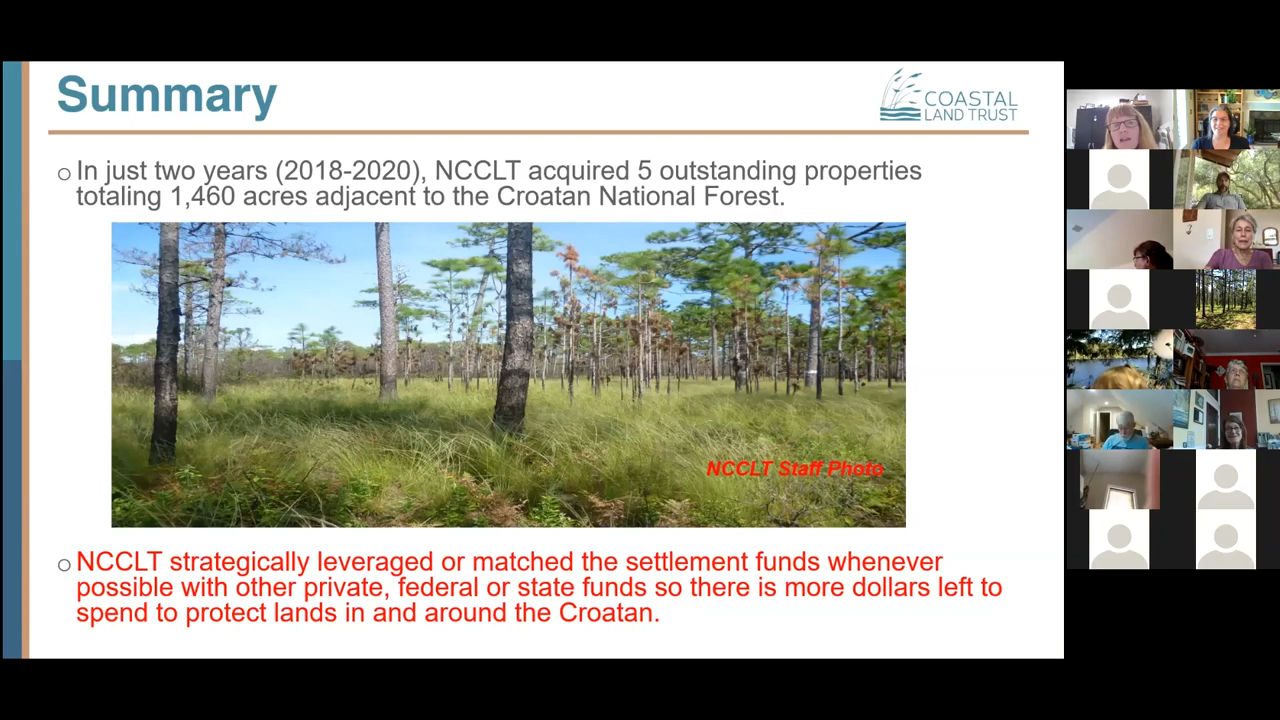 Summary
COASTAL
LAND TRUST
In just two years (2018-2020), NCCLT acquired 5 outstanding properties
totaling 1,460 acres adjacent to the Croatan National Forest.
NCCLT Staff Photo
NCCLT strategically leveraged or matched the settlement funds whenever
possible with other private, federal or state funds so there is more dollars left to
spend to protect lands in and around the Croatan.